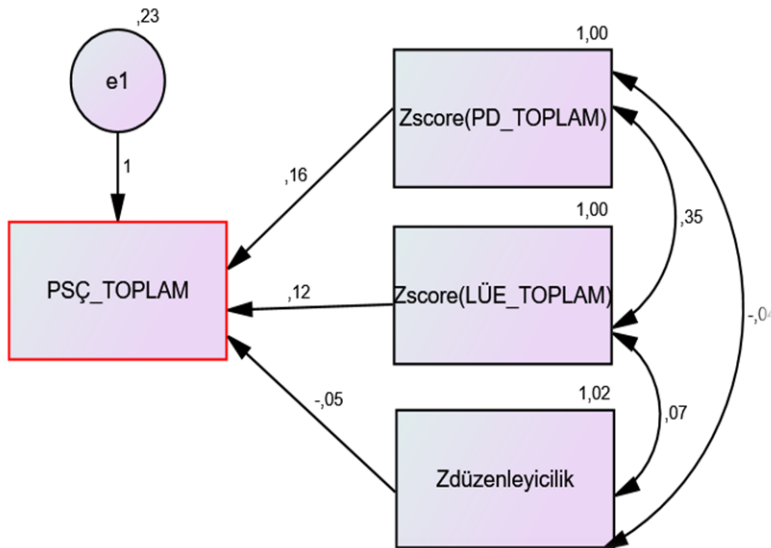 ,23
e1
1
1,00
Zscore(PD_TOPLAM)
,16
,35
1,00
PSÇ_TOPLAM
,12
Zscore(LÜE_TOPLAM)
-,05
1,02
,07
Zdüzenleyicilik